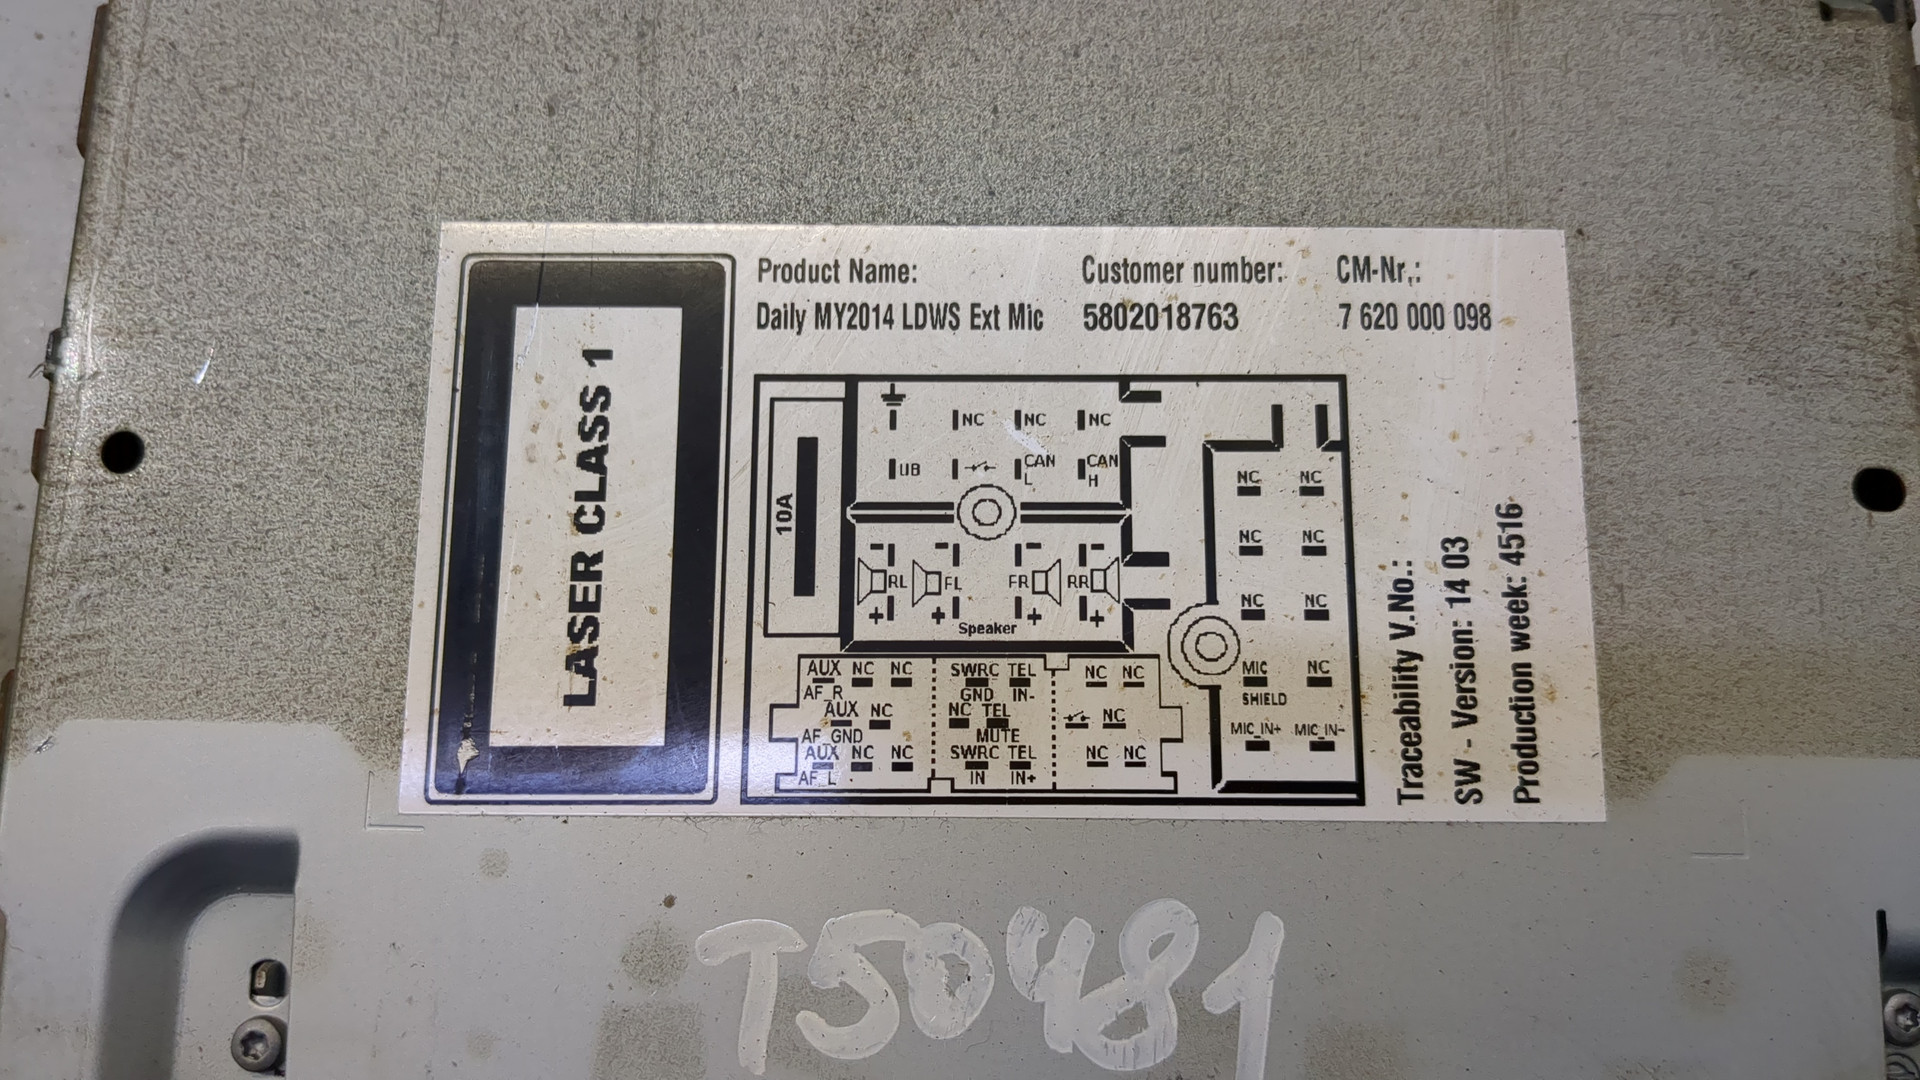 Product Name:
Customer number:
CM-Nr.:
Daily MY2014 LDWS Ext Mic
5802018763
7 620 000 098
LASER CLASS 1
10A
NC NC NC
UB CAN L CAN H
RL FL FR RR
Speaker
AUX NC NC SWRC TEL NC NC
AF_R GND IN-
AUX NC NC TEL NC
AF_GND MUTE
AUX NC NC SWRC TEL NC NC
AF_L IN IN+
NC NC
NC NC
NC NC
MIC NC
SHIELD
MIC_IN+ MIC_IN-
Traceability V.No.:
SW - Version: 14 03
Production week: 4516
T50481